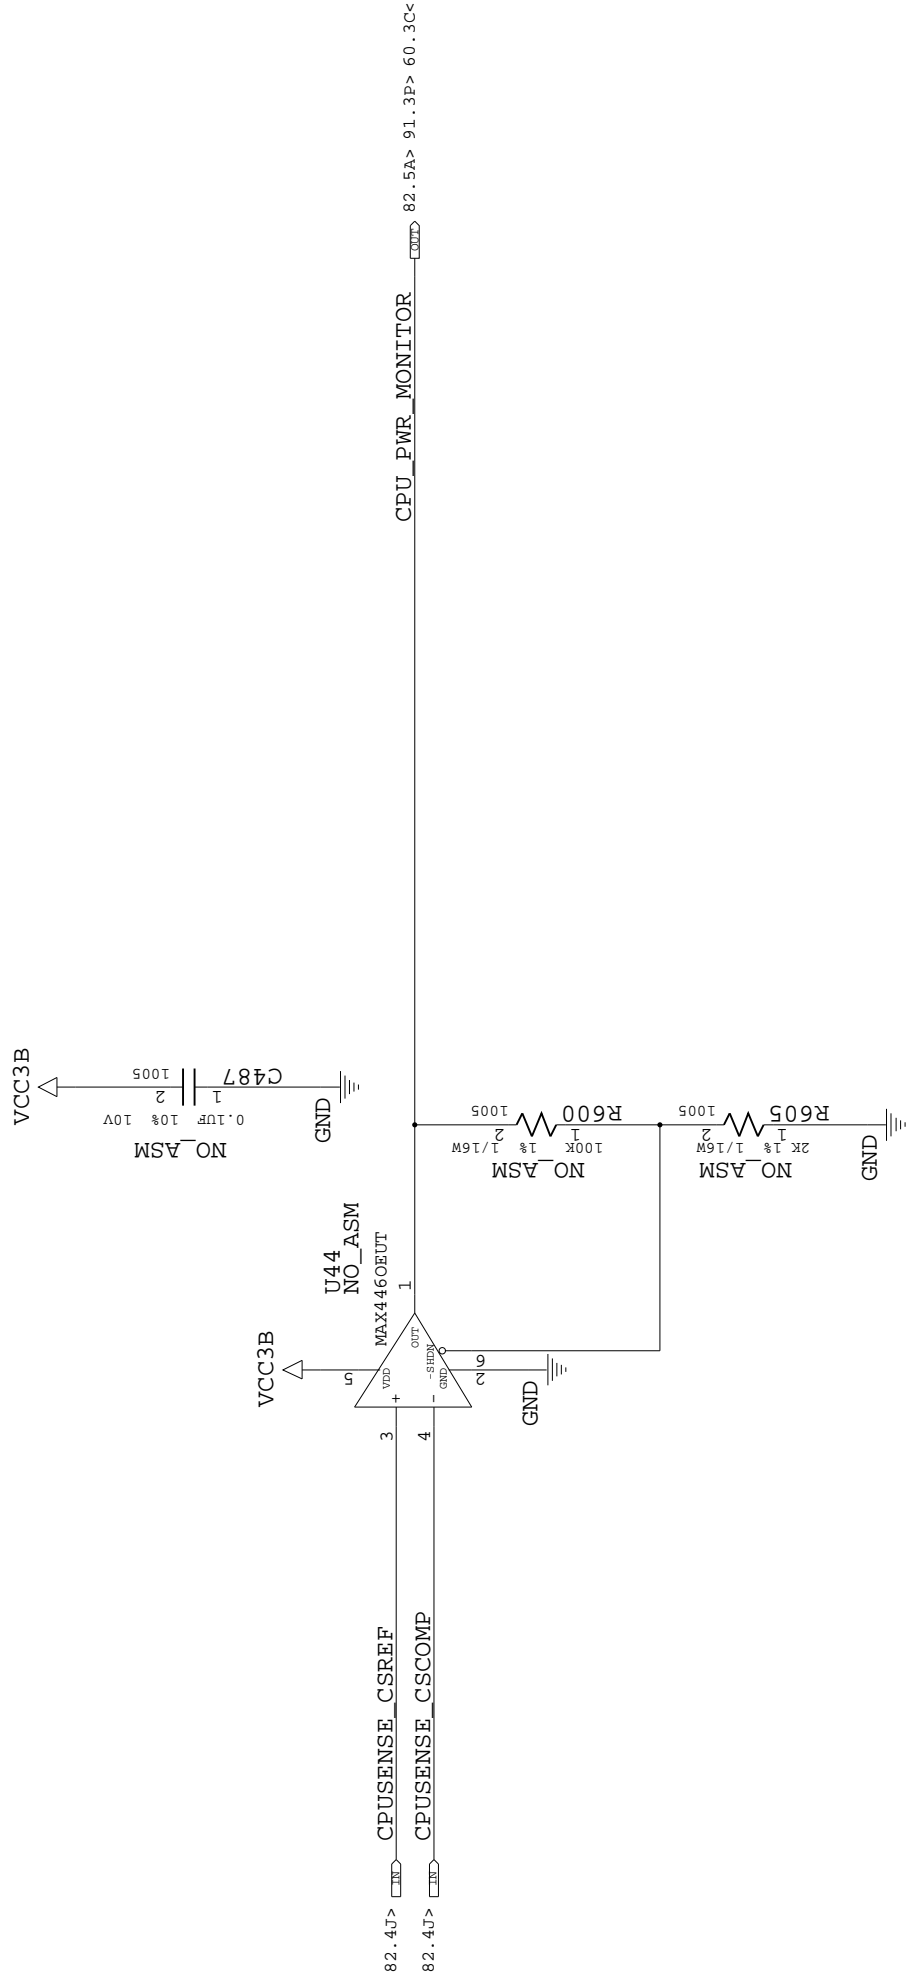 82.5A> 91.3P> 60.3C<
OUT
CPU_PWR_MONITOR
VCC3B
1005
2
1
C487
0.1UF 10% 10V
NO_ASM
GND
1005
2
1
R600
100K 1% 1/16W
NO_ASM
1005
2
1
R605
2K 1% 1/16W
NO_ASM
GND
U44
NO_ASM
MAX4460EUT
1
VCC3B
5
VDD
OUT
-SHDN
GND
+
-
6
2
GND
3
4
CPUSENSE_CSREF
CPUSENSE_CSCOMP
IN
IN
82.4J>
82.4J>